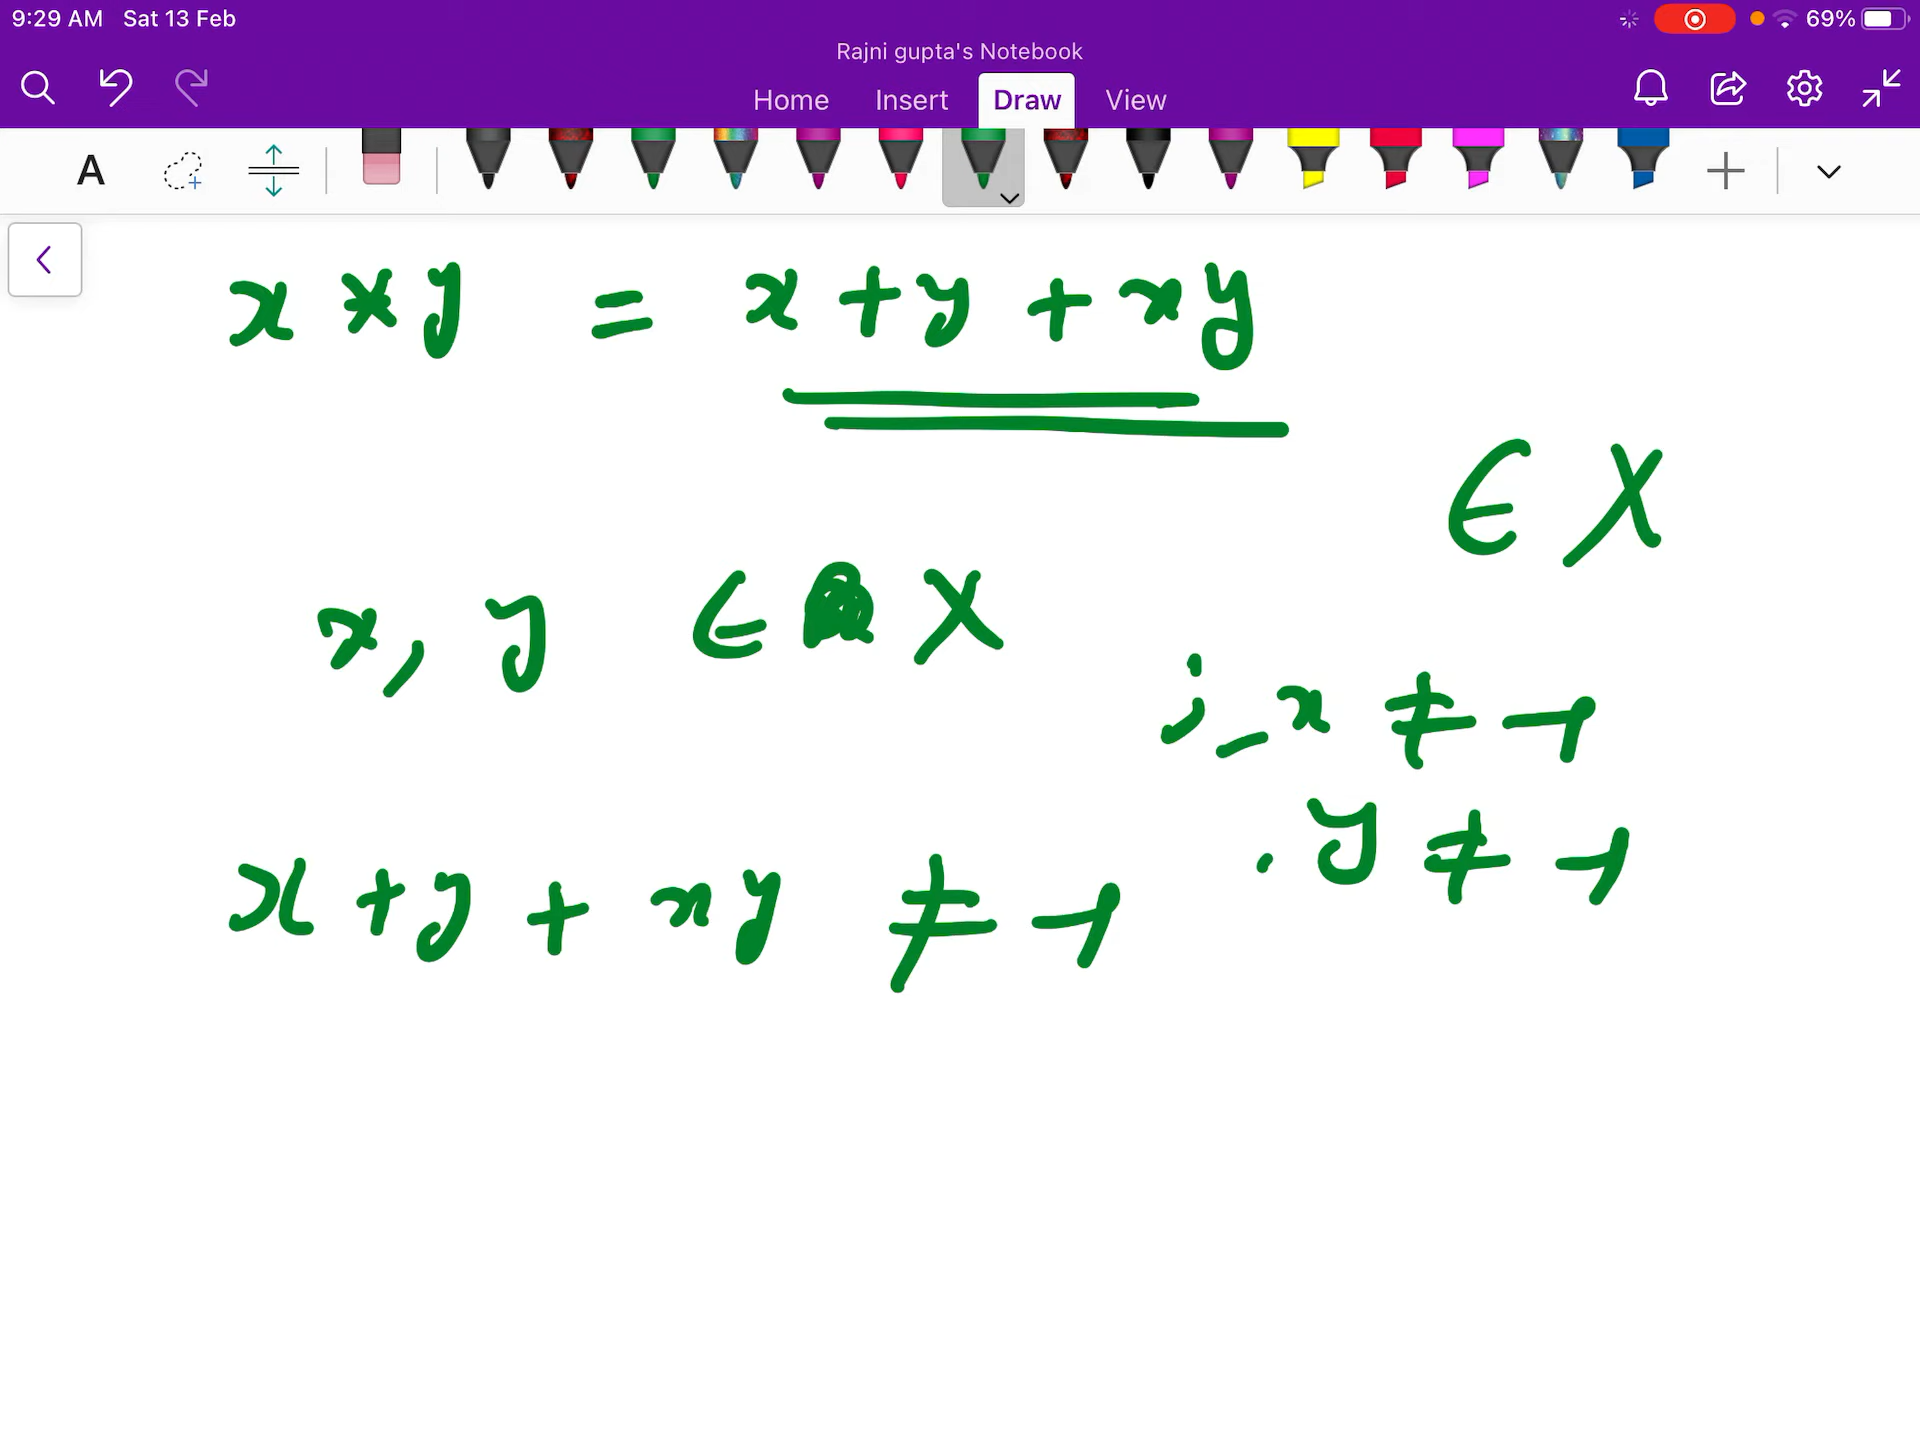 9:29 AM Sat 13 Feb
69%
Rajni gupta's Notebook
Home Insert Draw View
A
x * y = x + y + xy
∈ X
x, y ∈ X
i- x ≠ -1
. y ≠ -1
x + y + xy ≠ -1